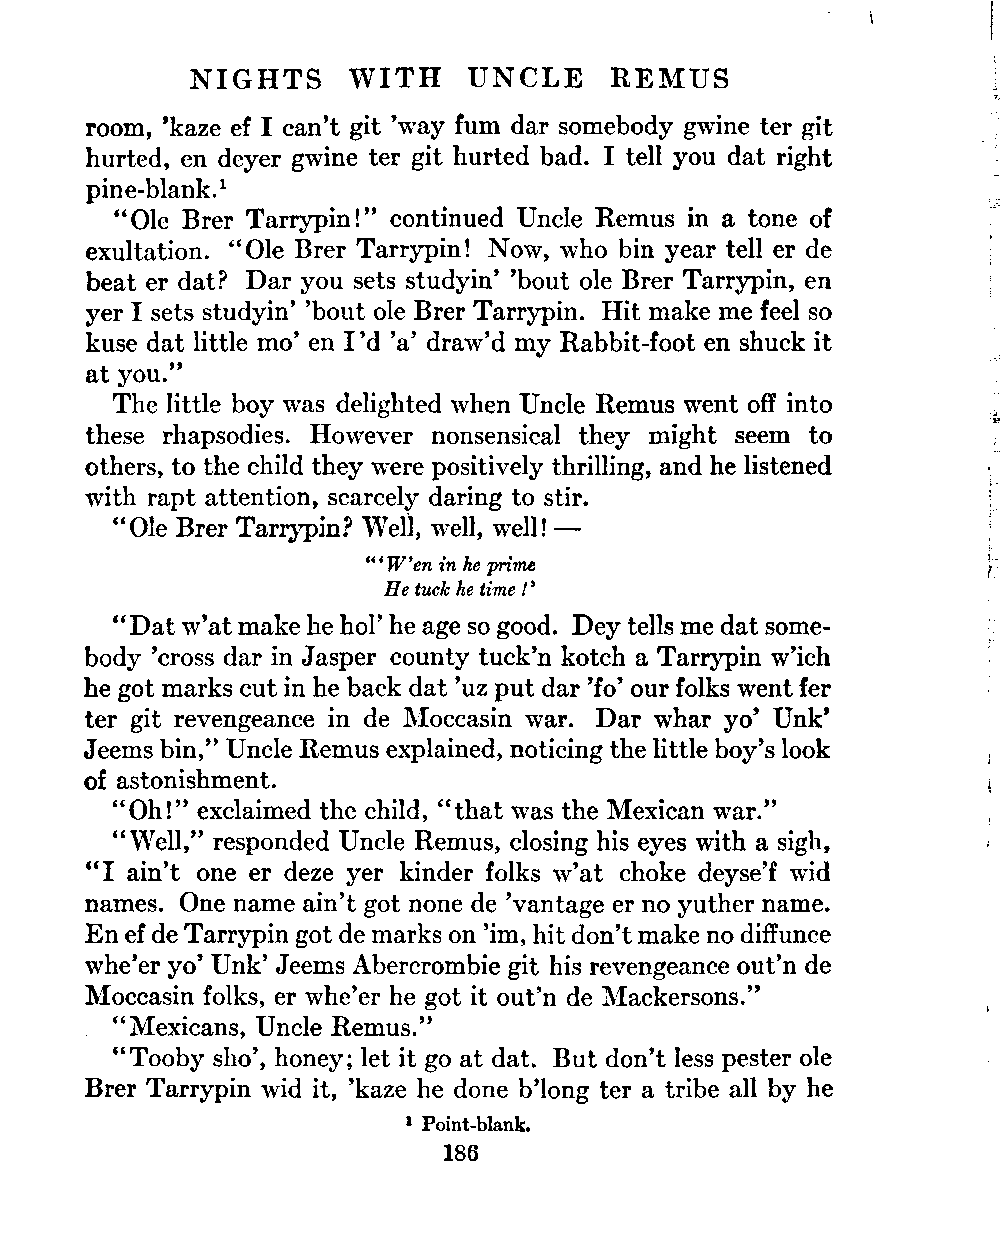 NIGHTS WITH UNCLE REMUS
room, ’kaze ef I can’t git ’way fum dar somebody gwine ter git
hurted, en deyer gwine ter git hurted bad. I tell you dat right
pine-blank.¹
“Ole Brer Tarrypin!” continued Uncle Remus in a tone of
exultation. “Ole Brer Tarrypin! Now, who bin year tell er de
beat er dat? Dar you sets studyin’ ’bout ole Brer Tarrypin, en
yer I sets studyin’ ’bout ole Brer Tarrypin. Hit make me feel so
kuse dat little mo’ en I’d ’a’ draw’d my Rabbit-foot en shuck it
at you.”
The little boy was delighted when Uncle Remus went off into
these rhapsodies. However nonsensical they might seem to
others, to the child they were positively thrilling, and he listened
with rapt attention, scarcely daring to stir.
“Ole Brer Tarrypin? Well, well, well! —
“‘W’en in he prime
He tuck he time!’
“Dat w’at make he hol’ he age so good. Dey tells me dat some-
body ’cross dar in Jasper county tuck’n kotch a Tarrypin w’ich
he got marks cut in he back dat ’uz put dar ’fo’ our folks went fer
ter git revengeance in de Moccasin war. Dar whar yo’ Unk’
Jeems bin,” Uncle Remus explained, noticing the little boy’s look
of astonishment.
“Oh!” exclaimed the child, “that was the Mexican war.”
“Well,” responded Uncle Remus, closing his eyes with a sigh,
“I ain’t one er deze yer kinder folks w’at choke deyse’f wid
names. One name ain’t got none de ’vantage er no yuther name.
En ef de Tarrypin got de marks on ’im, hit don’t make no diffunce
whe’er yo’ Unk’ Jeems Abercrombie git his revengeance out’n de
Moccasin folks, er whe’er he got it out’n de Mackersons.”
“Mexicans, Uncle Remus.”
“Tooby sho’, honey; let it go at dat. But don’t less pester ole
Brer Tarrypin wid it, ’kaze he done b’long ter a tribe all by he
¹ Point-blank.
186